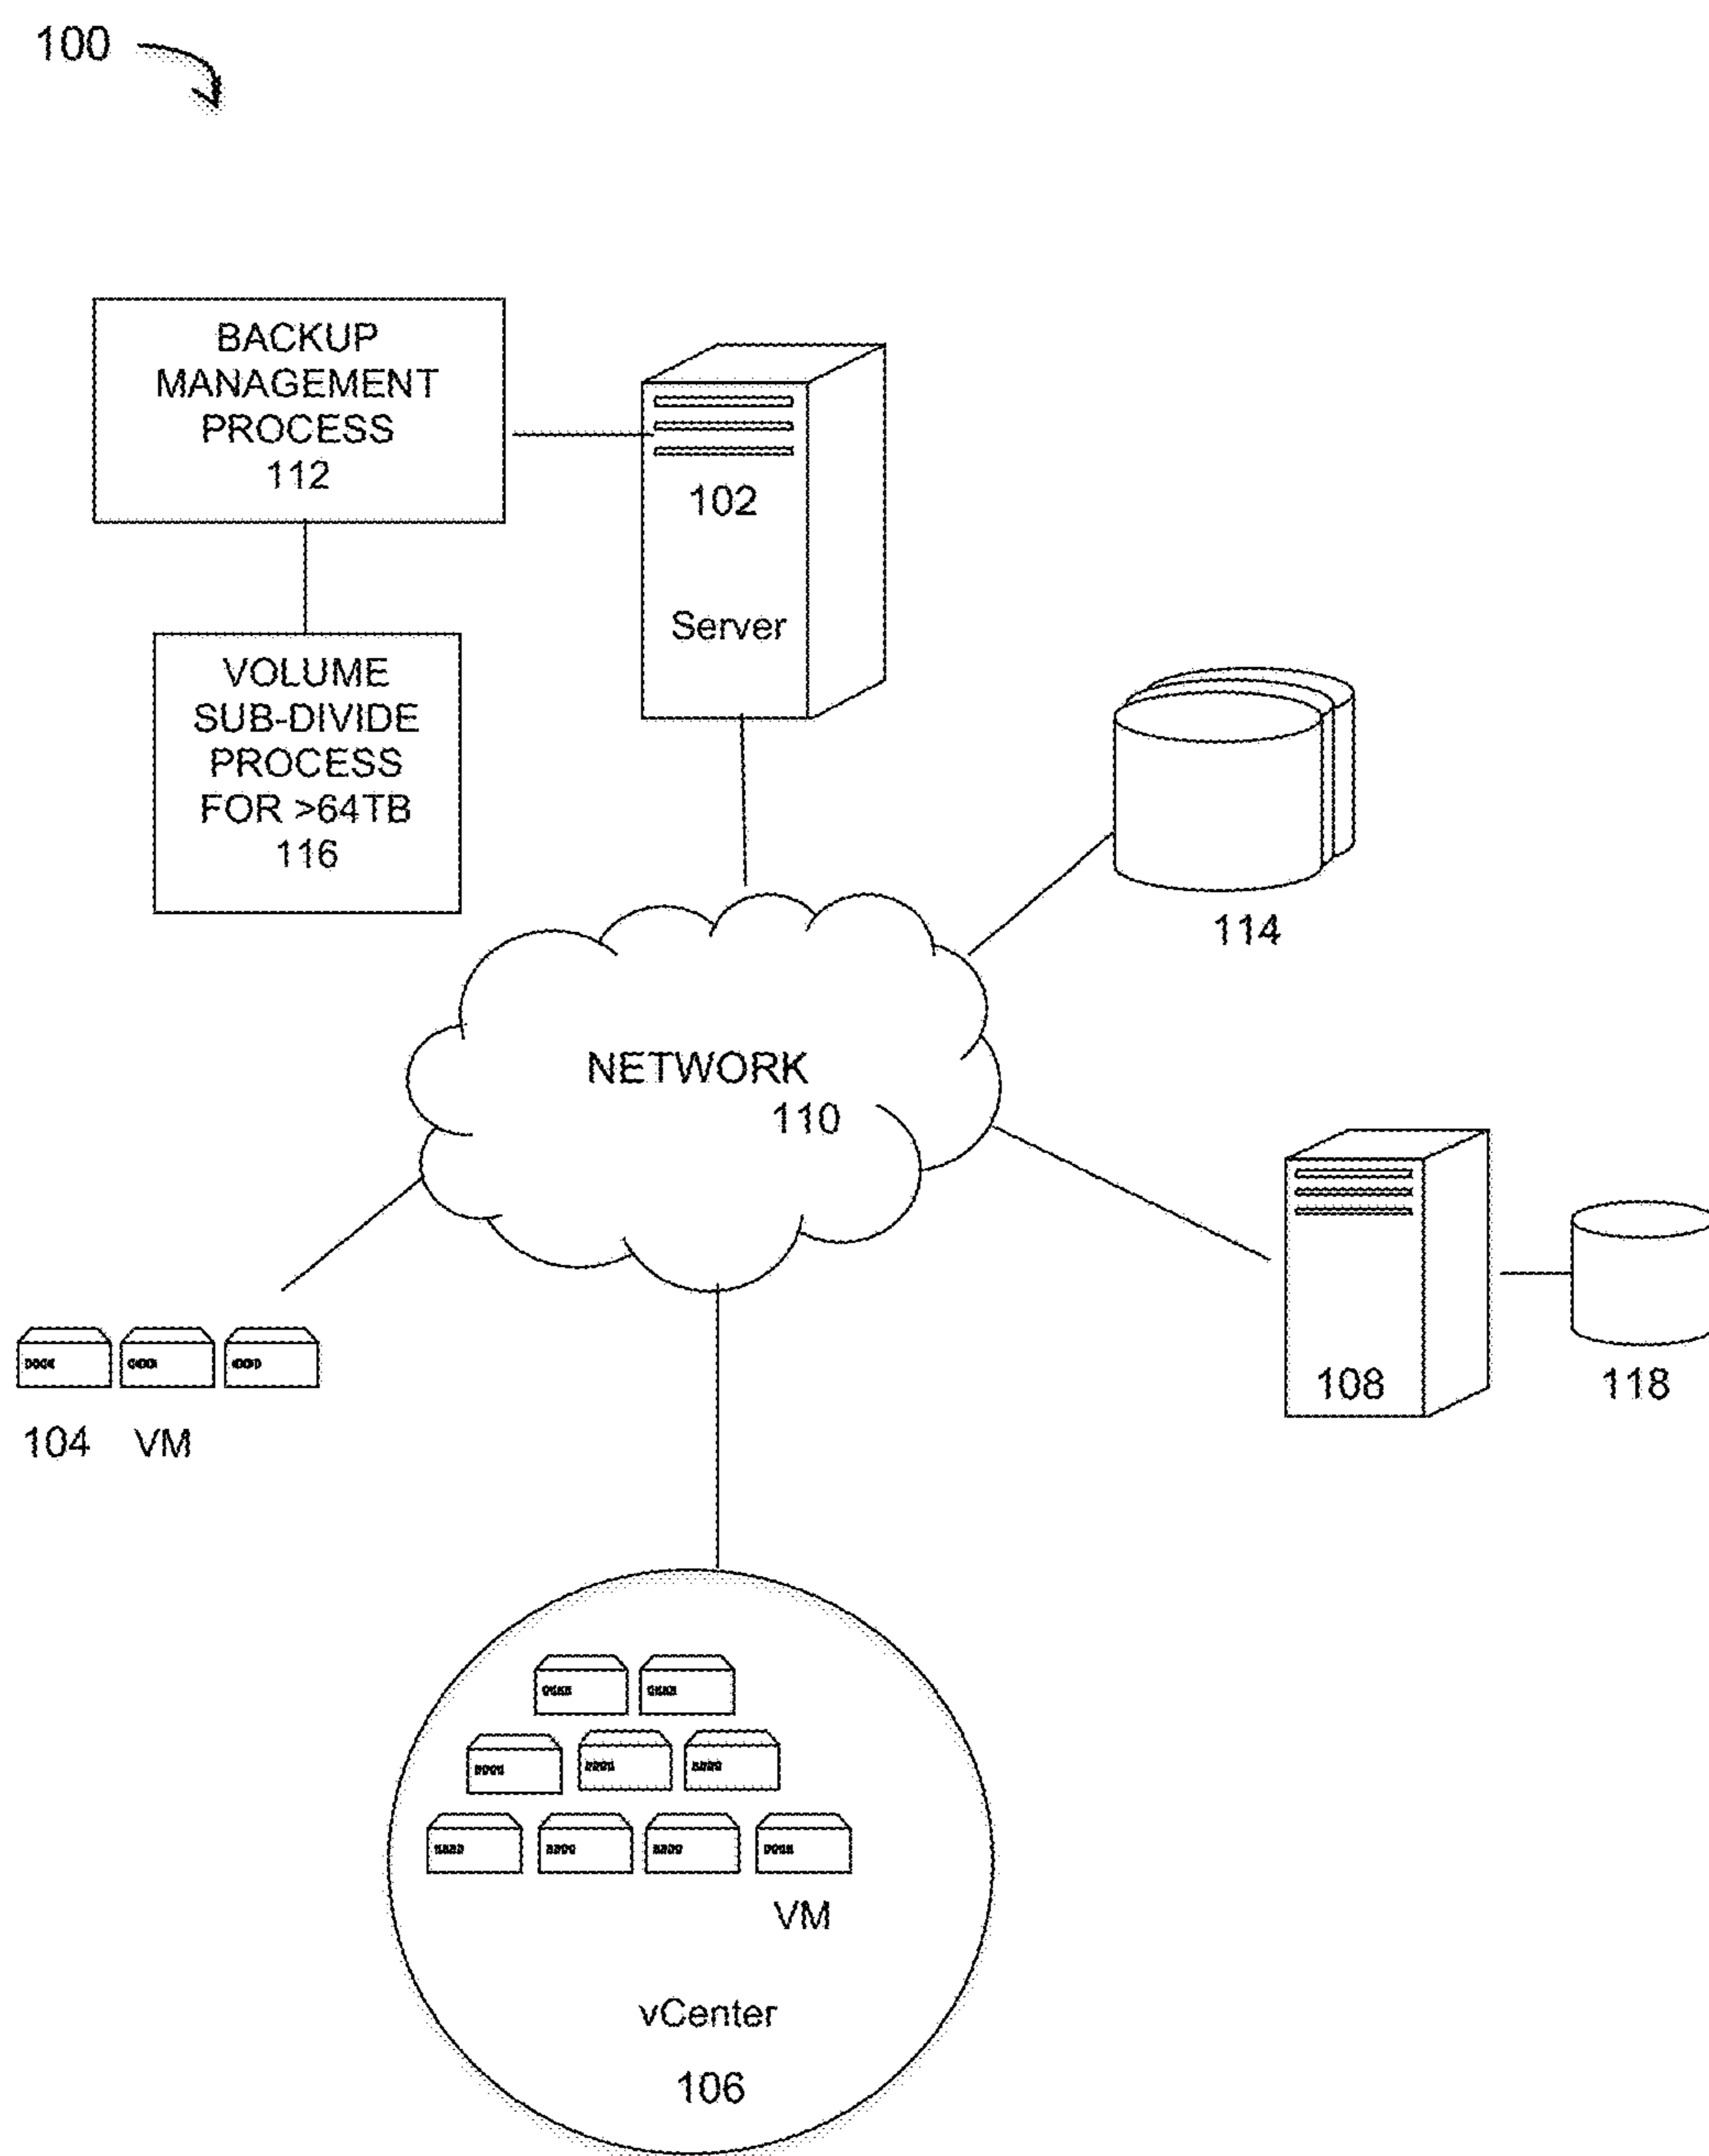 100
BACKUP
MANAGEMENT
PROCESS
112
102
Server
VOLUME
SUB-DIVIDE
PROCESS
FOR >64TB
116
114
NETWORK
110
108
118
104 VM
VM
vCenter
106